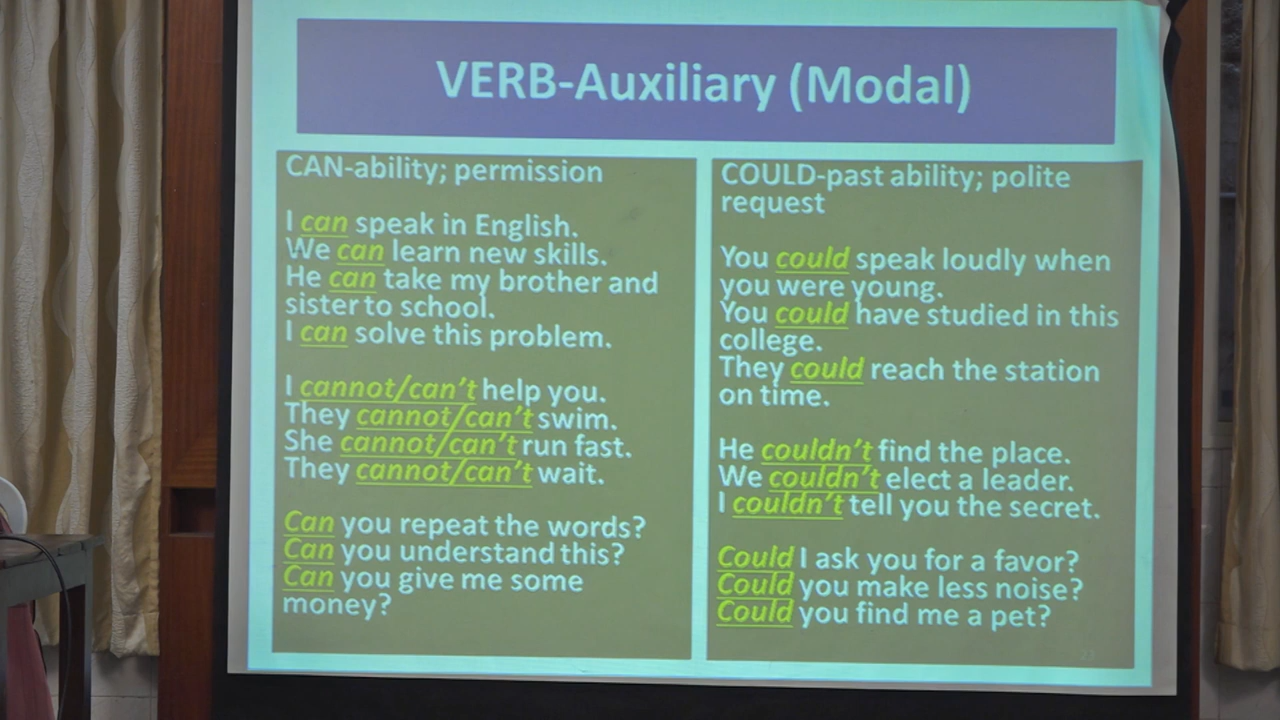 VERB-Auxiliary (Modal)
CAN-ability; permission
I can speak in English.
We can learn new skills.
He can take my brother and
sister to school.
I can solve this problem.
I cannot/can't help you.
They cannot/can't swim.
She cannot/can't run fast.
They cannot/can't wait.
Can you repeat the words?
Can you understand this?
Can you give me some
money?
COULD-past ability; polite
request
You could speak loudly when
you were young.
You could have studied in this
college.
They could reach the station
on time.
He couldn't find the place.
We couldn't elect a leader.
I couldn't tell you the secret.
Could I ask you for a favor?
Could you make less noise?
Could you find me a pet?